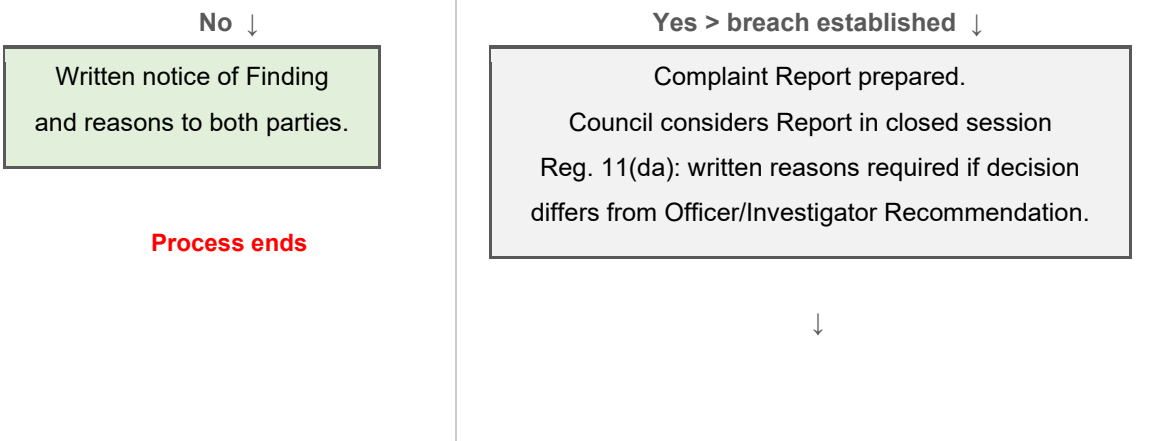 No ↓
Written notice of Finding
and reasons to both parties.
Process ends
Yes > breach established ↓
Complaint Report prepared.
Council considers Report in closed session
Reg. 11(da): written reasons required if decision
differs from Officer/Investigator Recommendation.
↓